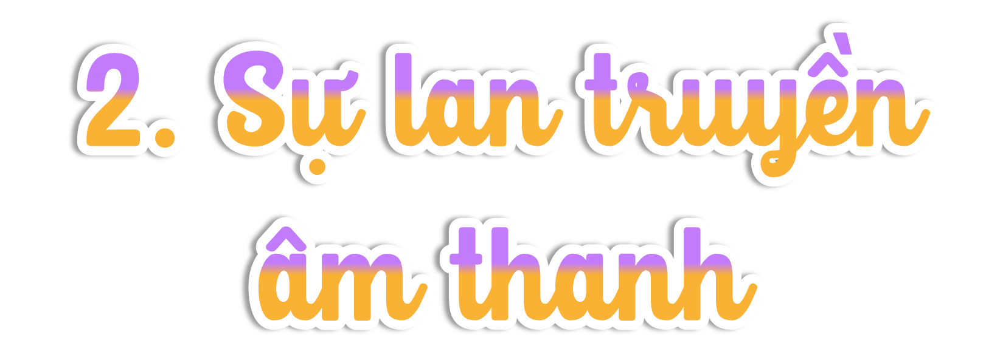 2. Sự lan truyền
âm thanh